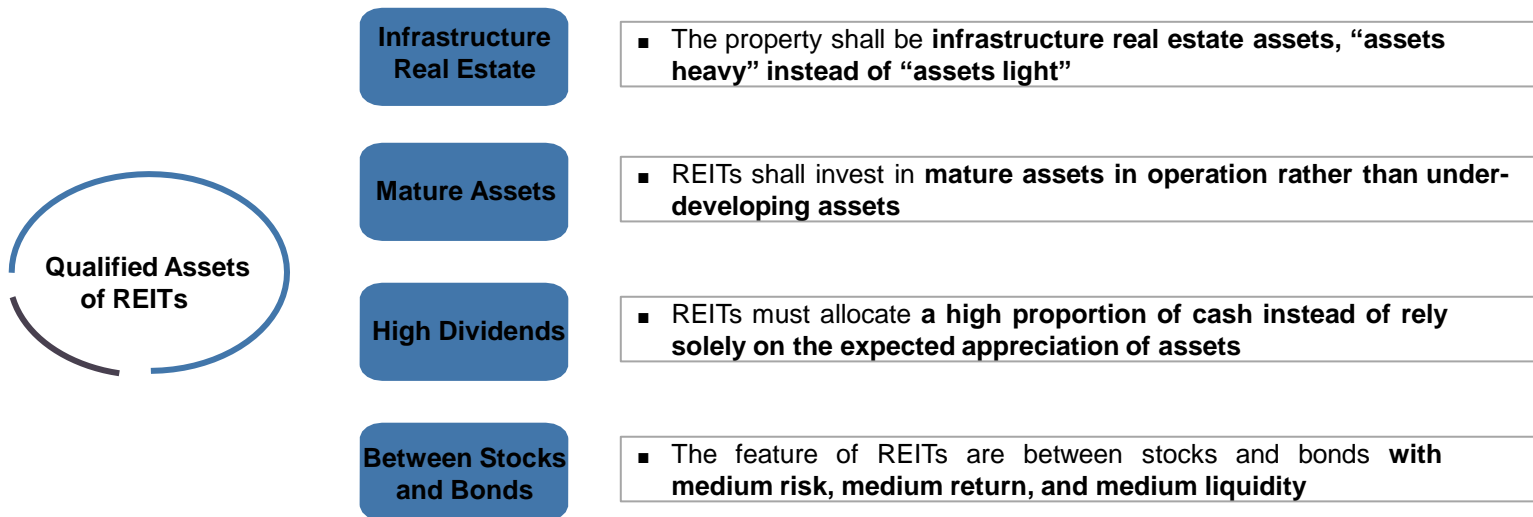 Qualified Assets
of REITs
Infrastructure
Real Estate
■ The property shall be infrastructure real estate assets, “assets
heavy” instead of “assets light”
Mature Assets
■ REITs shall invest in mature assets in operation rather than under-
developing assets
High Dividends
■ REITs must allocate a high proportion of cash instead of rely
solely on the expected appreciation of assets
Between Stocks
and Bonds
■ The feature of REITs are between stocks and bonds with
medium risk, medium return, and medium liquidity